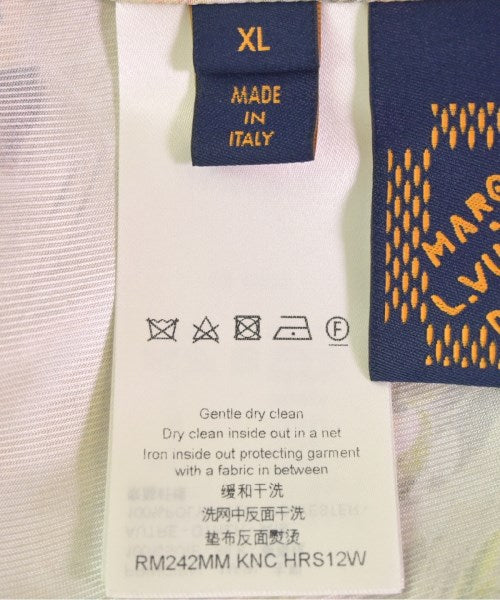 XL
MADE
IN
ITALY
MARQ
L.VUI
F
Gentle dry clean
Dry clean inside out in a net
Iron inside out protecting garment
with a fabric in between
缓和干洗
洗网中反面干洗
垫布反面熨烫
RM242MM KNC HRS12W